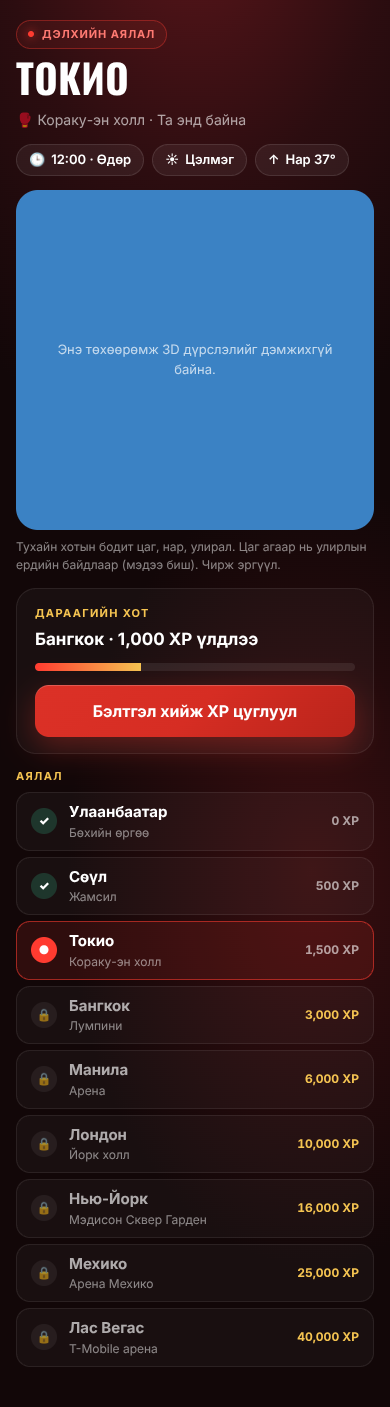 ДЭЛХИЙН АЯЛАЛ
ТОКИО
Кораку-эн холл · Та энд байна
12:00 · Өдөр
Цэлмэг
↑ Нар 37°
Энэ төхөөрөмж 3D дүрслэлийг дэмжихгүй
байна.
Тухайн хотын бодит цаг, нар, улирал. Цаг агаар нь улирлын
ердийн байдлаар (мэдээ биш). Чирж эргүүл.
ДАРААГИЙН ХОТ
Бангкок · 1,000 XP үлдлээ
Бэлтгэл хийж XP цуглуул
АЯЛАЛ
Улаанбаатар
Бөхийн өргөө
0 XP
Сөүл
Жамсил
500 XP
Токио
Кораку-эн холл
1,500 XP
Бангкок
Лумпини
3,000 XP
Манила
Арена
6,000 XP
Лондон
Йорк холл
10,000 XP
Нью-Йорк
Мэдисон Сквер Гарден
16,000 XP
Мехико
Арена Мехико
25,000 XP
Лас Вегас
T-Mobile арена
40,000 XP